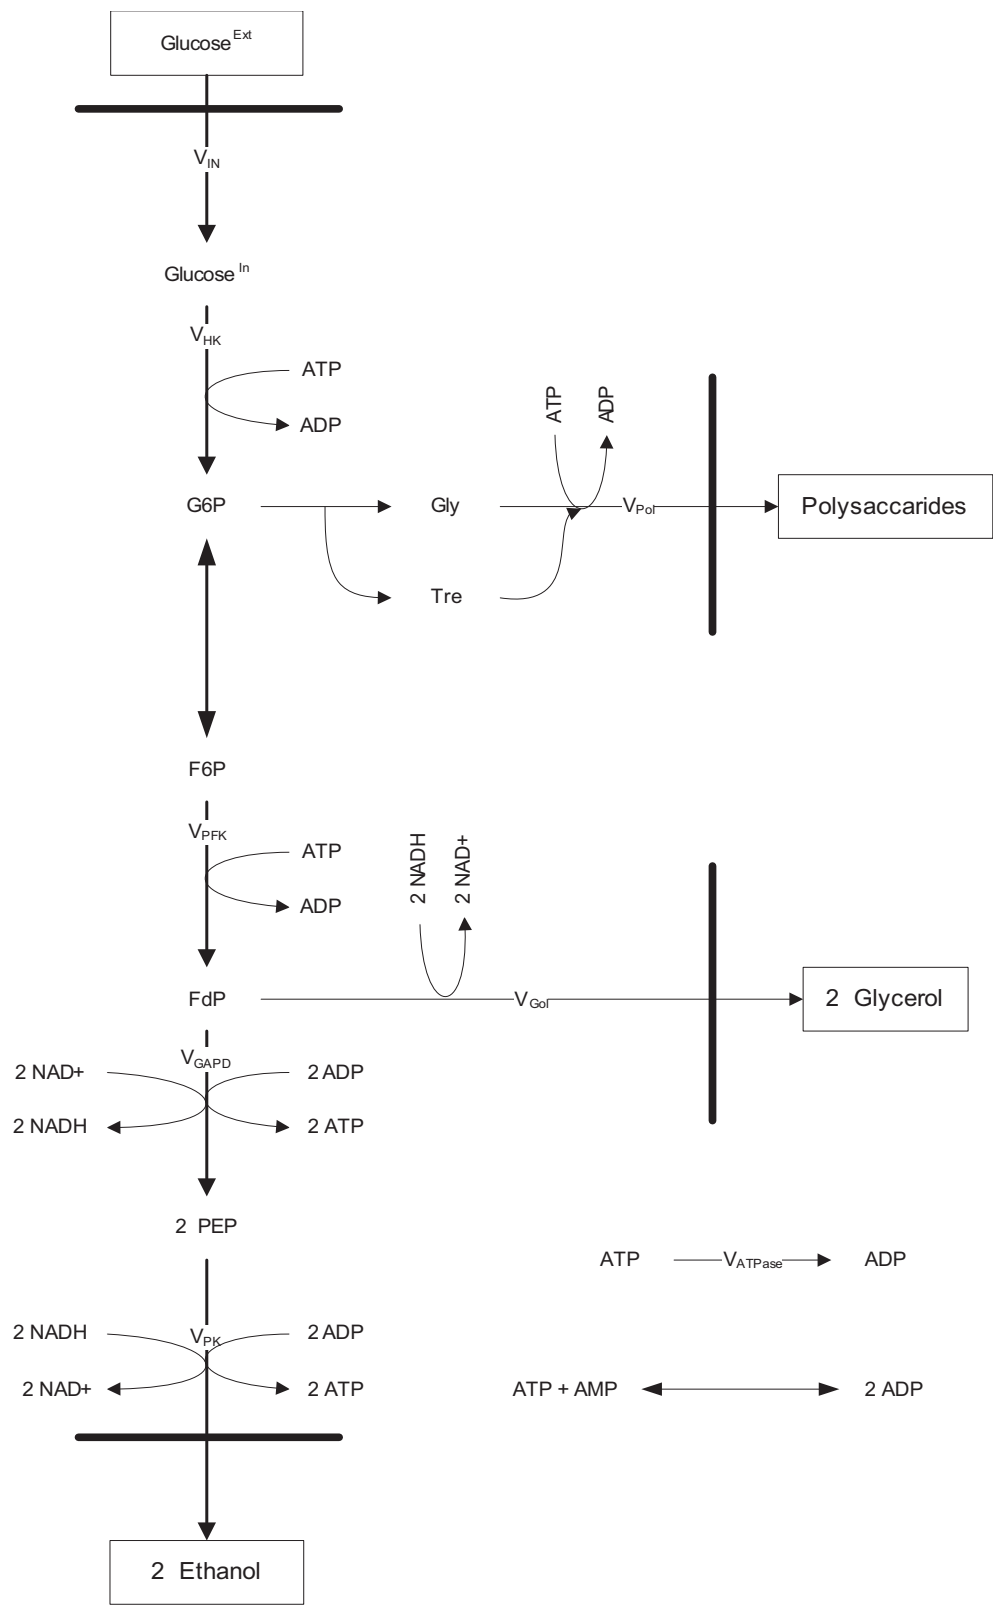 Glucose Ext
V IN
Glucose In
V HK
ATP
ADP
ATP
ADP
G6P
Gly
V Pol
Polysaccarides
Tre
F6P
V PFK
ATP
ADP
2 NADH
2 NAD+
FdP
V Gol
2 Glycerol
V GAPD
2 NAD+
2 ADP
2 NADH
2 ATP
2 PEP
ATP
V ATPase
ADP
2 NADH
V PK
2 ADP
2 NAD+
2 ATP
ATP + AMP
2 ADP
2 Ethanol